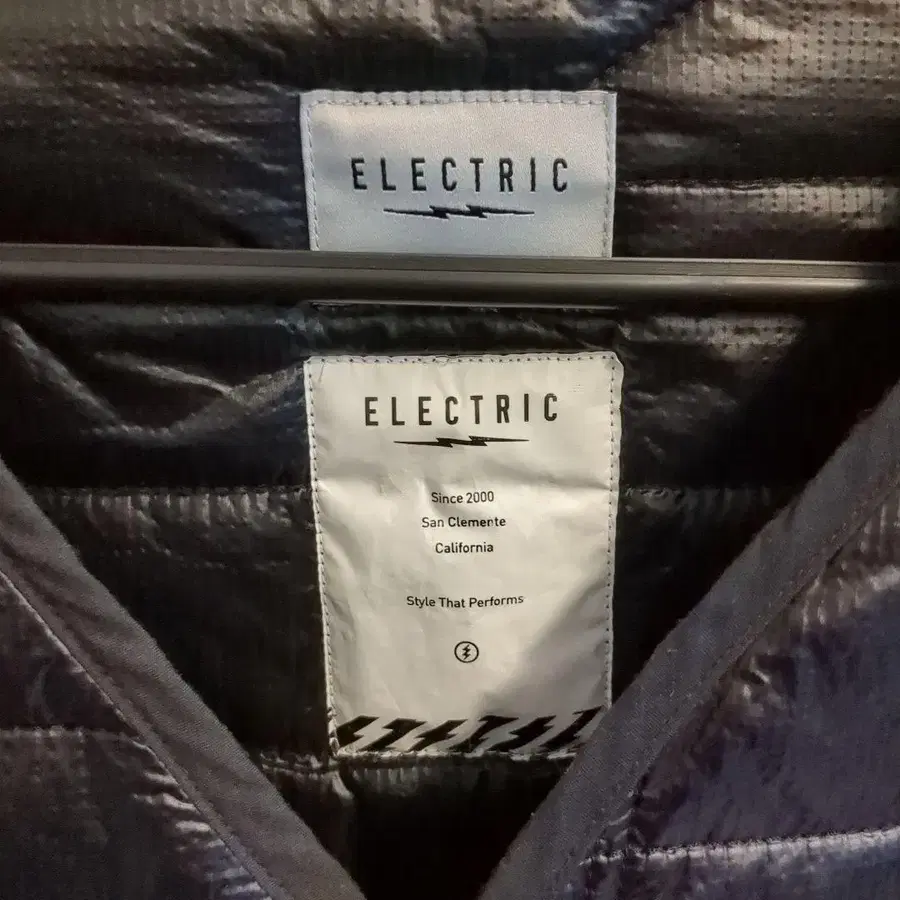 ELECTRIC
ELECTRIC
Since 2000
San Clemente
California
Style That Performs